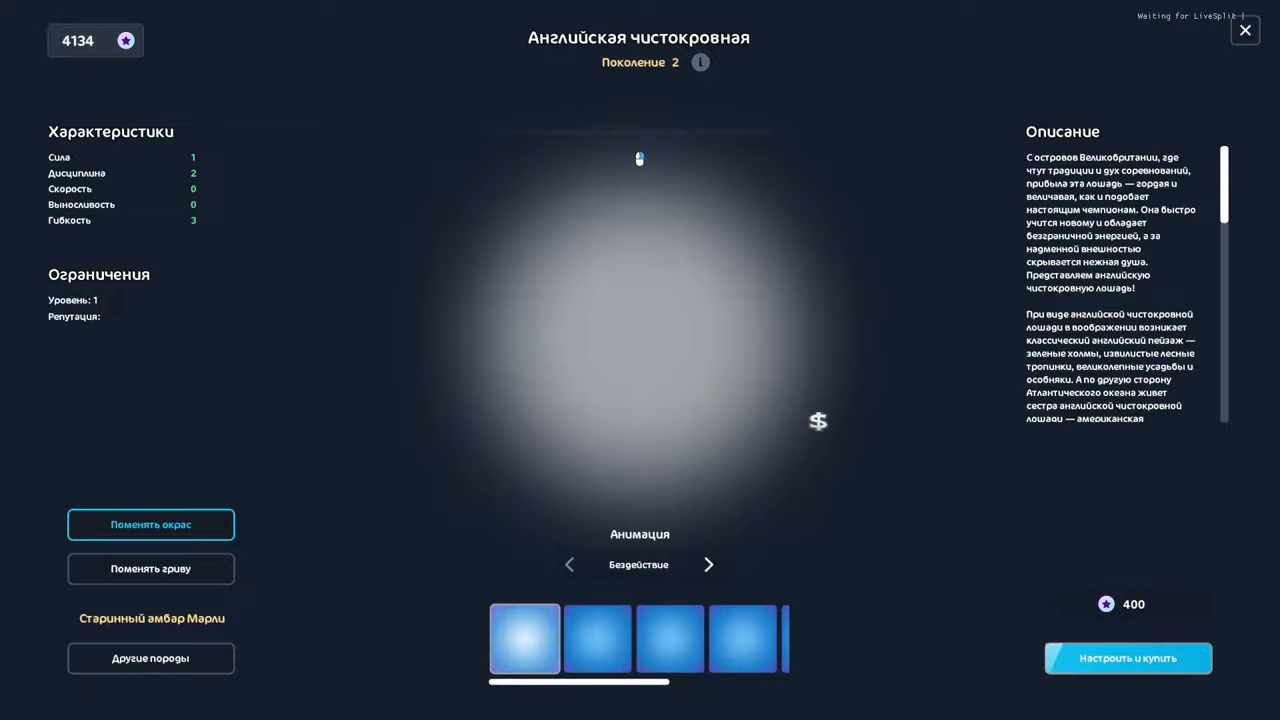 Waiting for LiveSplit
4134
Английская чистокровная
Поколение 2
Характеристики
Сила 1
Дисциплина 2
Скорость 0
Выносливость 0
Гибкость 3
Ограничения
Уровень: 1
Репутация:
Поменять окрас
Поменять гриву
Старинный амбар Марли
Другие породы
$
Анимация
Бездействие
Описание
С островов Великобритании, где
чтут традиции и дух соревнований,
прибыла эта лошадь — гордая и
величавая, как и подобает
настоящим чемпионам. Она быстро
учится новому и обладает
безграничной энергией, а за
надменной внешностью
скрывается нежная душа.
Представляем английскую
чистокровную лошадь!
При виде английской чистокровной
лошади в воображении возникает
классический английский пейзаж —
зеленые холмы, извилистые лесные
тропинки, великолепные усадьбы и
особняки. А по другую сторону
Атлантического океана живет
сестра английской чистокровной
лошади — американская
400
Настроить и купить